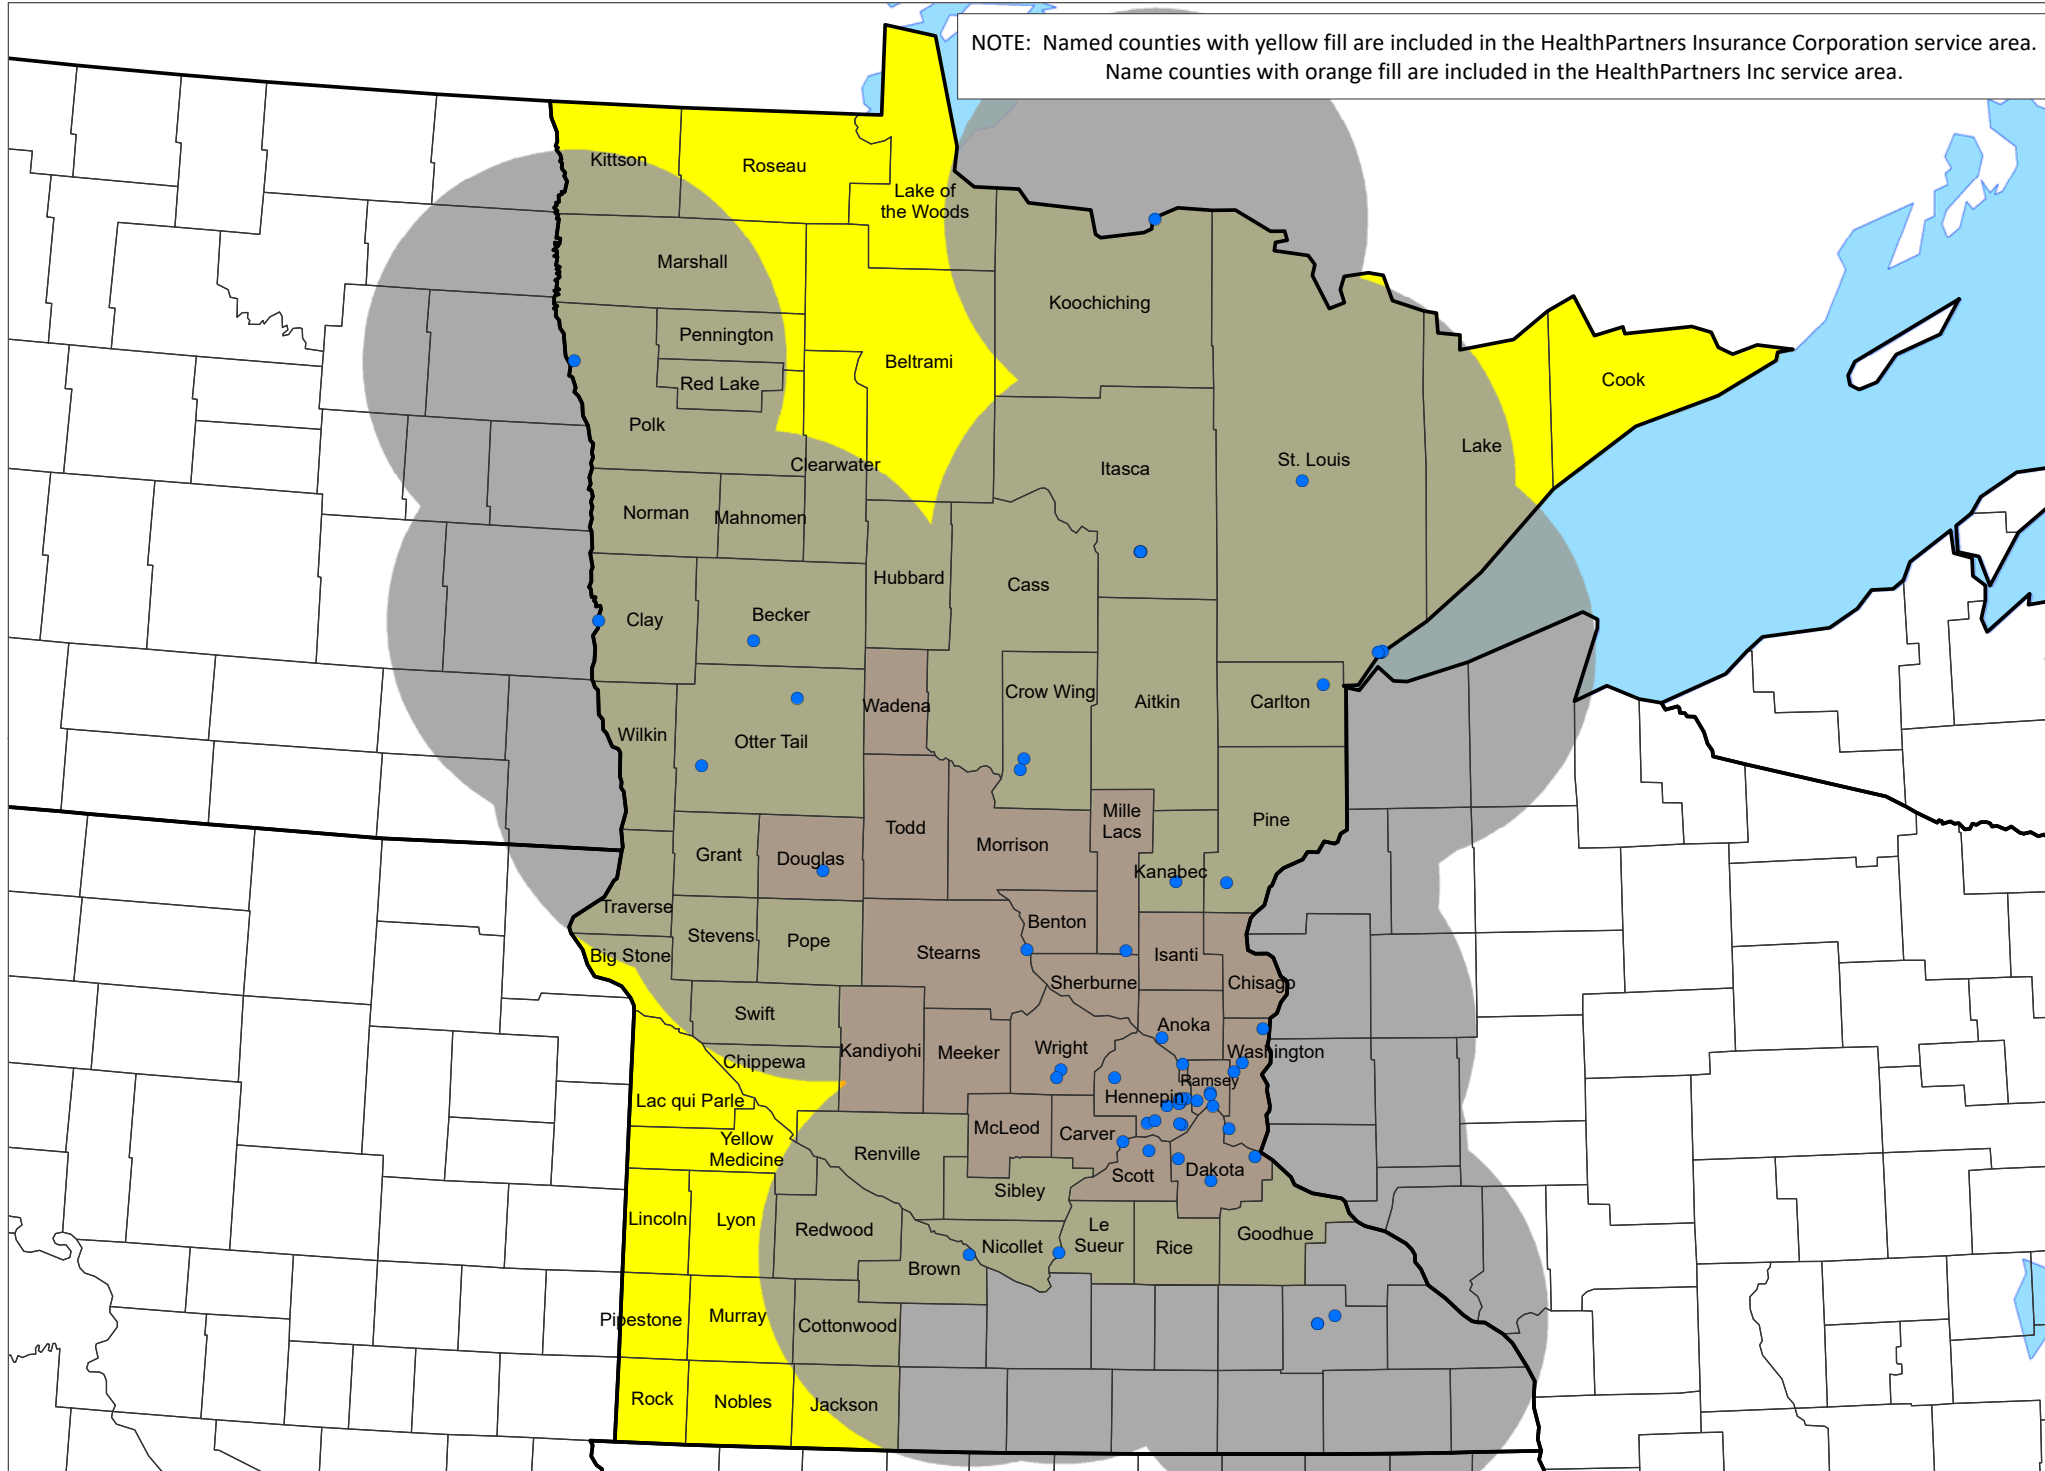 NOTE: Named counties with yellow fill are included in the HealthPartners Insurance Corporation service area.
Name counties with orange fill are included in the HealthPartners Inc service area.
Kittson
Roseau
Lake of
the Woods
Marshall
Koochiching
Pennington
Beltrami
Red Lake
Cook
Polk
Lake
Clearwater
Itasca
St. Louis
Norman
Mahnomen
Hubbard
Cass
Clay
Becker
Crow Wing
Wadena
Aitkin
Carlton
Wilkin
Otter Tail
Mille
Lacs
Pine
Todd
Morrison
Grant
Douglas
Kanabec
Traverse
Benton
Stevens
Pope
Stearns
Isanti
Big Stone
Sherburne
Chisago
Swift
Anoka
Kandiyohi
Meeker
Wright
Washington
Chippewa
Ramsey
Hennepin
Lac qui Parle
McLeod
Carver
Yellow
Medicine
Renville
Scott
Dakota
Sibley
Lincoln
Lyon
Redwood
Le
Sueur
Nicollet
Rice
Goodhue
Brown
Pipestone
Murray
Cottonwood
Rock
Nobles
Jackson